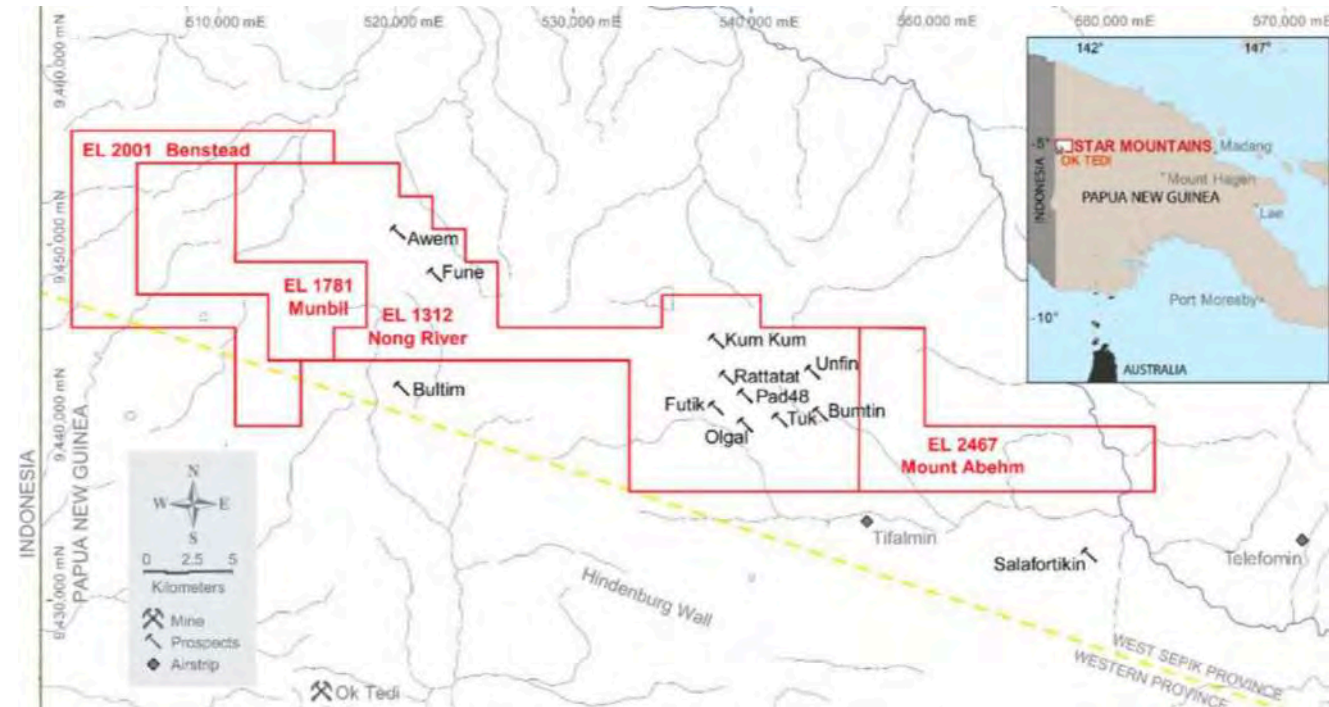 510,000 mE
520,000 mE
530,000 mE
540,000 mE
560,000 mE
560,000 mE
570,000 mE
9,460,000 mN
9,450,000 mN
9,440,000 mN
9,430,000 mN
EL 2001 Benstead
Awem
Fune
EL 1781
Munbil
EL 1312
Nong River
Kum Kum
Unfin
Rattatat
Pad48
Futik
Tuk
Bumtin
Olgal
Bultim
EL 2467
Mount Abehm
Tifalmin
Salafortikin
Telefomin
Hindenburg Wall
WEST SEPIK PROVINCE
WESTERN PROVINCE
INDONESIA
PAPUA NEW GUINEA
N
W
E
S
0 2.5 5
Kilometers
Mine
Prospects
Airstrip
Ok Tedi
142°
147°
-5°
STAR MOUNTAINS
OK TEDI
Madang
Mount Hagen
INDONESIA
PAPUA NEW GUINEA
Lae
Port Moresby
-10°
AUSTRALIA